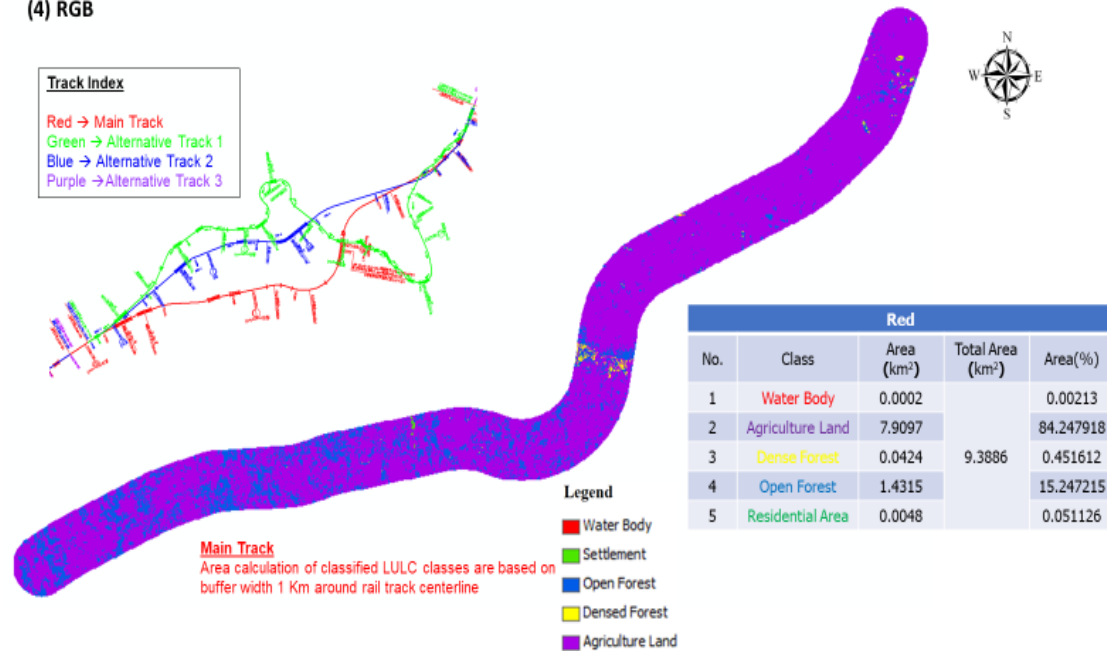 (4) RGB
Track Index
Red → Main Track
Green → Alternative Track 1
Blue → Alternative Track 2
Purple → Alternative Track 3
N
W E
S
Red
No. Class Area (km²) Total Area (km²) Area(%)
1 Water Body 0.0002 0.00213
2 Agriculture Land 7.9097 84.247918
3 Dense Forest 0.0424 9.3886 0.451612
4 Open Forest 1.4315 15.247215
5 Residential Area 0.0048 0.051126
Main Track
Area calculation of classified LULC classes are based on
buffer width 1 Km around rail track centerline
Legend
Water Body
Settlement
Open Forest
Densed Forest
Agriculture Land